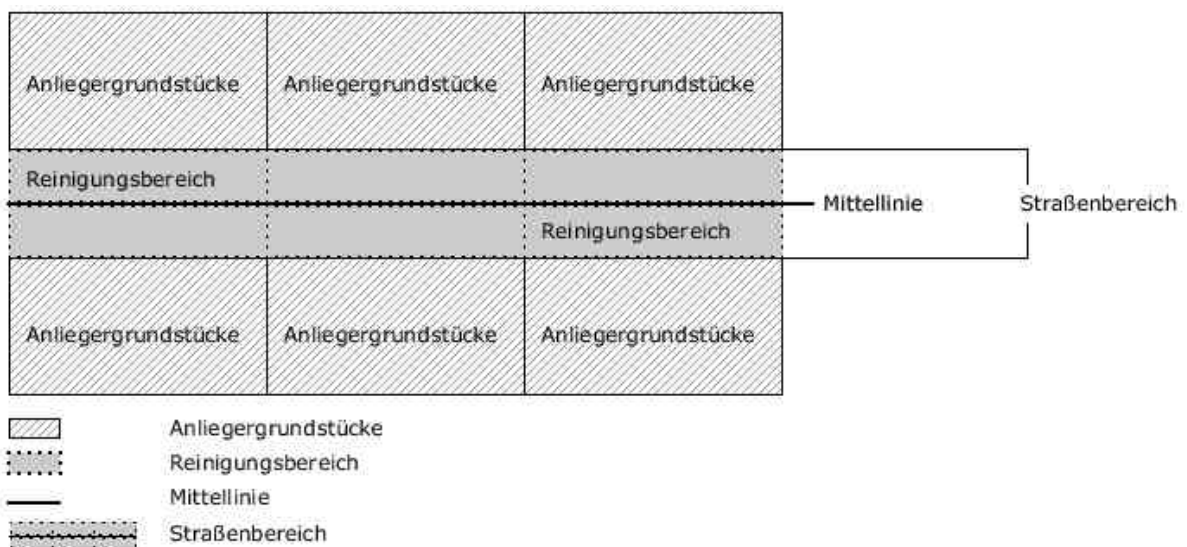 Anliegergrundstücke Anliegergrundstücke Anliegergrundstücke
Reinigungsbereich
Mittellinie Straßenbereich
Reinigungsbereich
Anliegergrundstücke Anliegergrundstücke Anliegergrundstücke
Anliegergrundstücke
Reinigungsbereich
Mittellinie
Straßenbereich